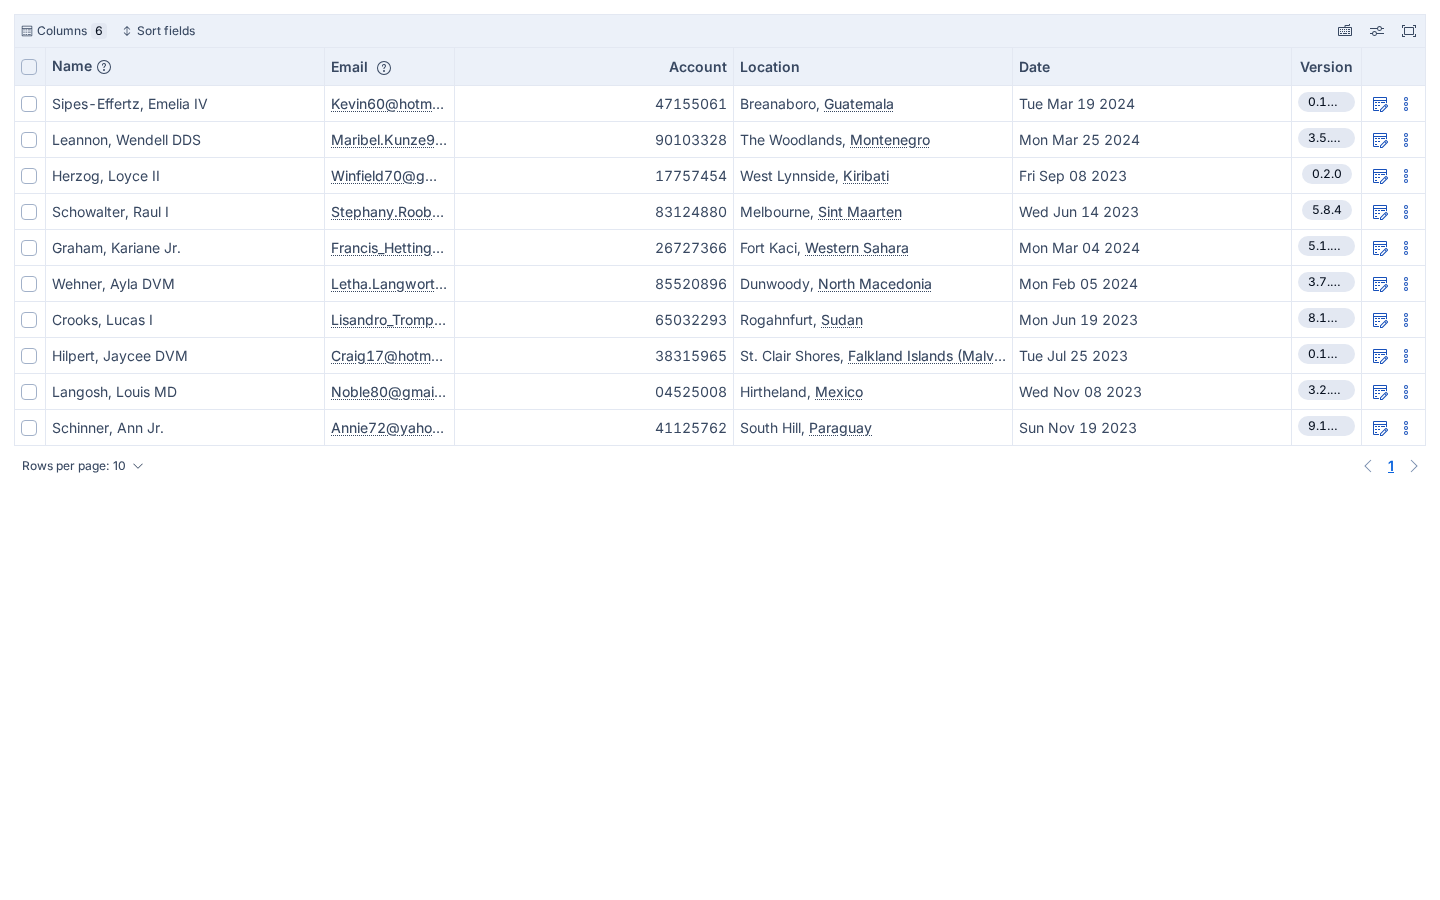 Columns 6 Sort fields
Name Email Account Location Date Version
Sipes-Effertz, Emelia IV Kevin60@hotm... 47155061 Breanaboro, Guatemala Tue Mar 19 2024 0.1....
Leannon, Wendell DDS Maribel.Kunze9... 90103328 The Woodlands, Montenegro Mon Mar 25 2024 3.5....
Herzog, Loyce II Winfield70@g... 17757454 West Lynnside, Kiribati Fri Sep 08 2023 0.2.0
Schowalter, Raul I Stephany.Roob... 83124880 Melbourne, Sint Maarten Wed Jun 14 2023 5.8.4
Graham, Kariane Jr. Francis_Hetting... 26727366 Fort Kaci, Western Sahara Mon Mar 04 2024 5.1....
Wehner, Ayla DVM Letha.Langwort... 85520896 Dunwoody, North Macedonia Mon Feb 05 2024 3.7....
Crooks, Lucas I Lisandro_Tromp... 65032293 Rogahnfurt, Sudan Mon Jun 19 2023 8.1...
Hilpert, Jaycee DVM Craig17@hotm... 38315965 St. Clair Shores, Falkland Islands (Malv... Tue Jul 25 2023 0.1...
Langosh, Louis MD Noble80@gmai... 04525008 Hirtheland, Mexico Wed Nov 08 2023 3.2....
Schinner, Ann Jr. Annie72@yaho... 41125762 South Hill, Paraguay Sun Nov 19 2023 9.1...
Rows per page: 10 1